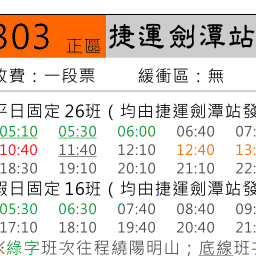 303 正區 捷運劍潭站
收費：一段票 緩衝區：無
平日固定26班（均由捷運劍潭站發
05:10 05:30 06:00 06:40 07
10:40 11:40 12:10 12:40 13
18:30 19:10 20:10 21:10 22
假日固定16班（均由捷運劍潭站發
05:30 06:30 07:40 08:40 09
17:10 18:10 19:10 20:10 21
※綠字班次往程繞陽明山；底線班